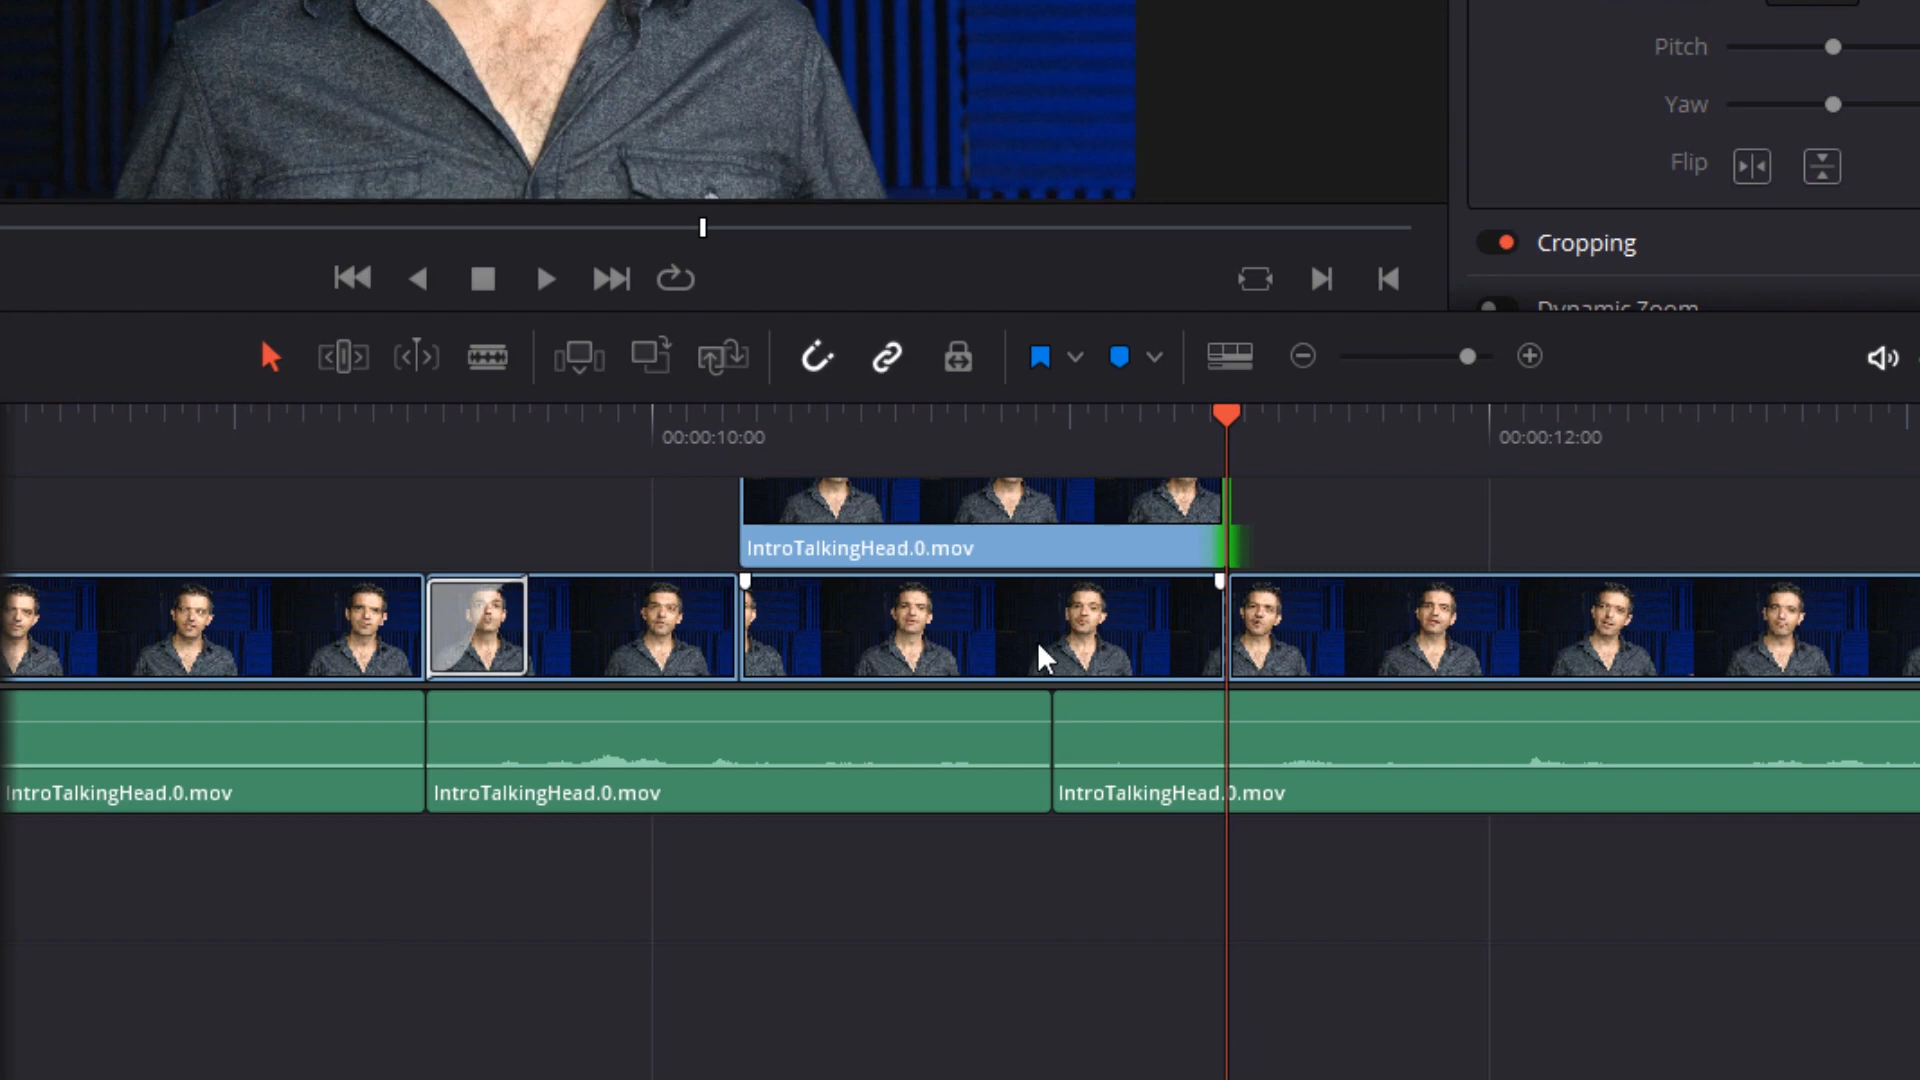 Pitch
Yaw
Flip
Cropping
Dynamic Zoom
00:00:10:00
00:00:12:00
IntroTalkingHead.0.mov
IntroTalkingHead.0.mov
IntroTalkingHead.0.mov
IntroTalkingHead.0.mov